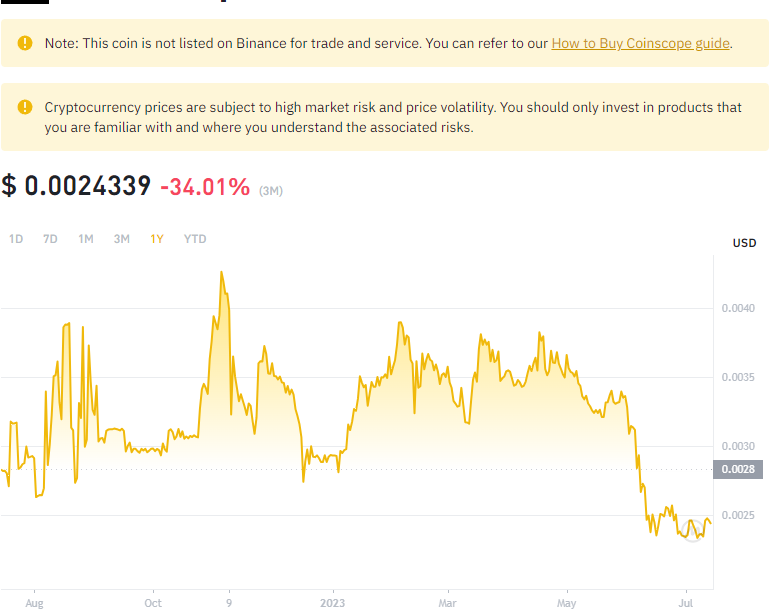 Note: This coin is not listed on Binance for trade and service. You can refer to our How to Buy Coinscope guide.
Cryptocurrency prices are subject to high market risk and price volatility. You should only invest in products that
you are familiar with and where you understand the associated risks.
$ 0.0024339 -34.01% (3M)
1D 7D 1M 3M 1Y YTD
USD
0.0040
0.0035
0.0030
0.0028
0.0025
Aug Oct 9 2023 Mar May Jul